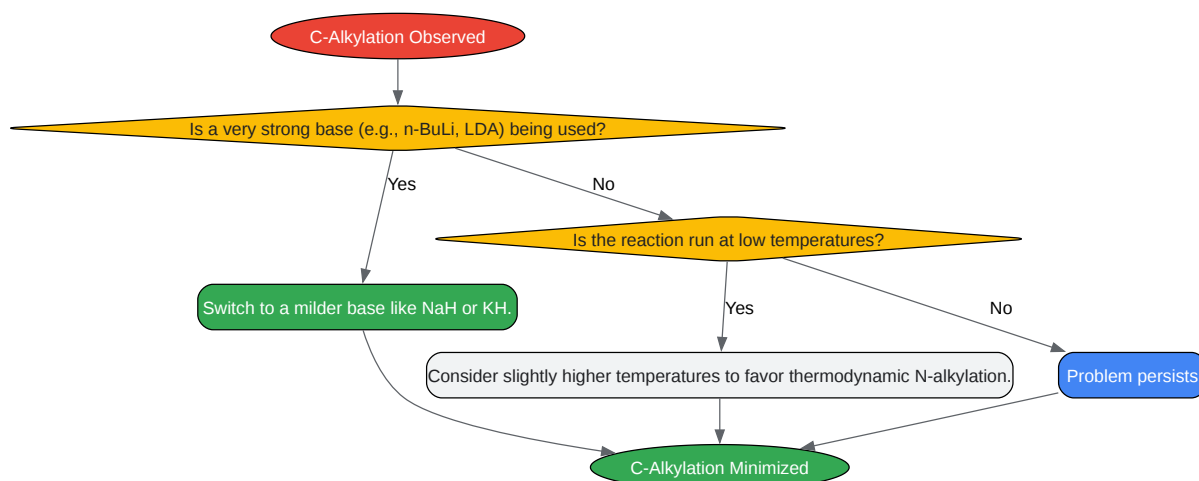 C-Alkylation Observed
Is a very strong base (e.g., n-BuLi, LDA) being used?
Yes
No
Is the reaction run at low temperatures?
Switch to a milder base like NaH or KH.
Yes
No
Consider slightly higher temperatures to favor thermodynamic N-alkylation.
Problem persists
C-Alkylation Minimized